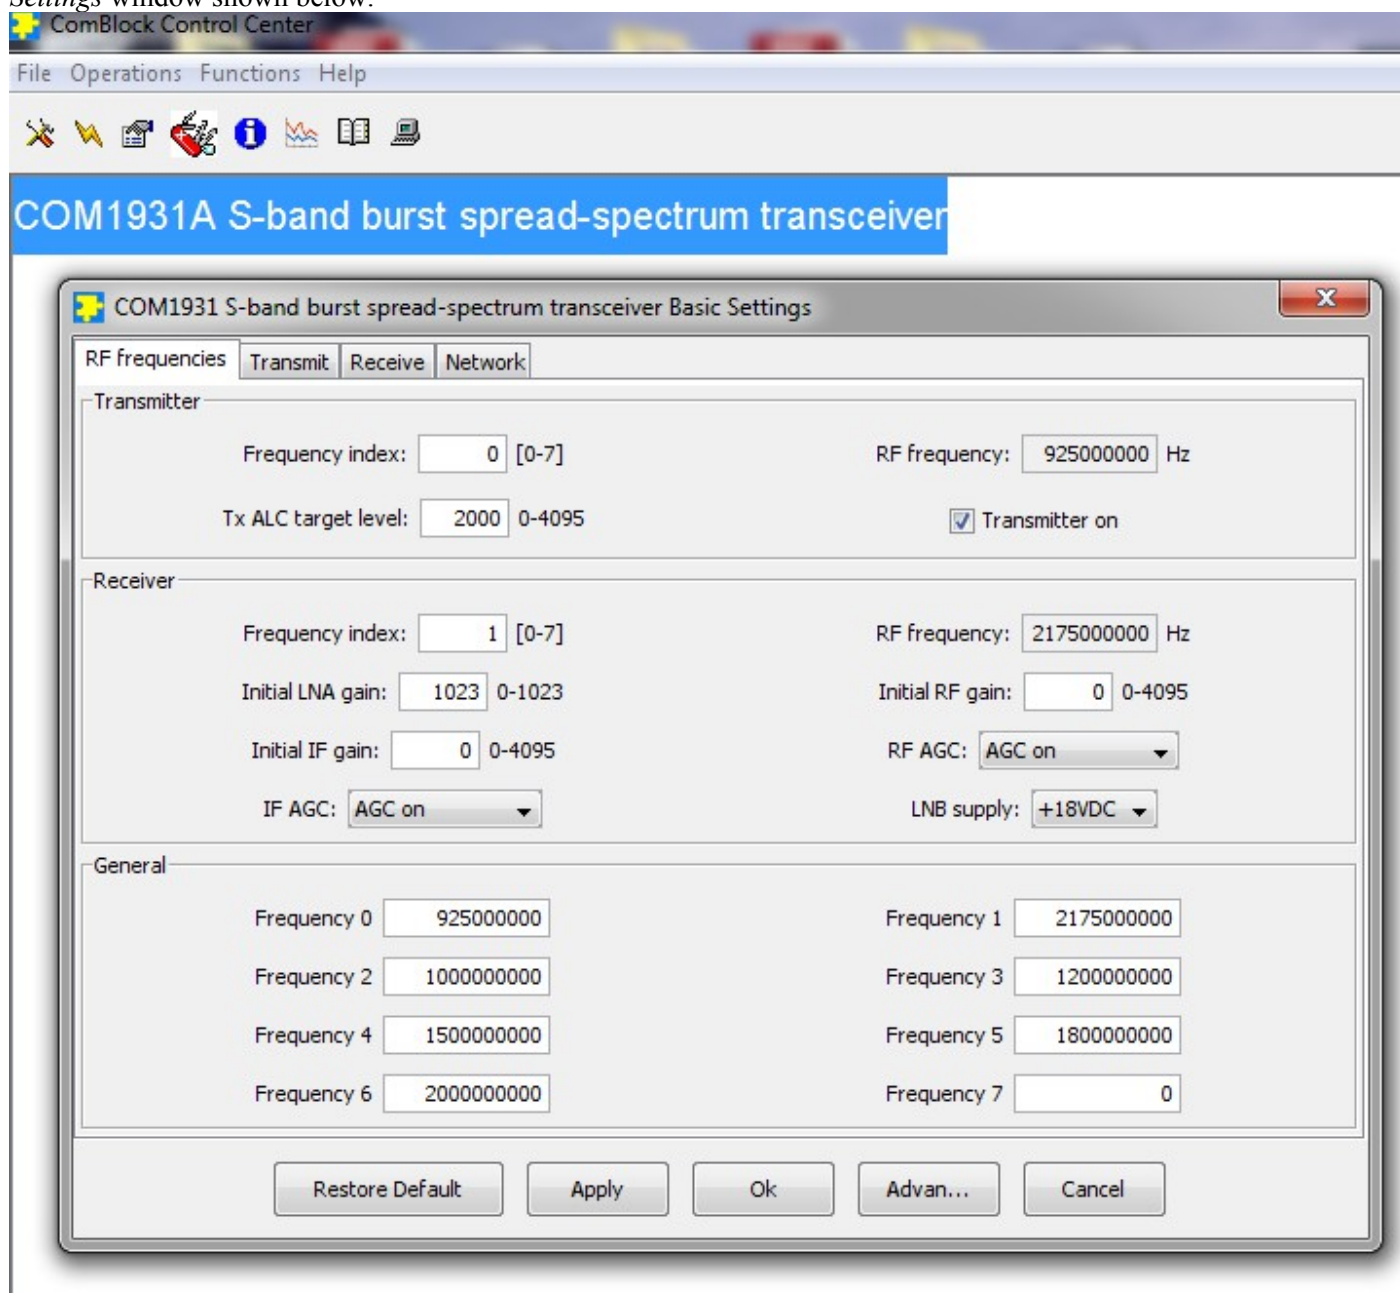 Settings window shown below.
ComBlock Control Center
File Operations Functions Help
COM1931A S-band burst spread-spectrum transceiver
COM1931 S-band burst spread-spectrum transceiver Basic Settings
RF frequencies Transmit Receive Network
Transmitter
Frequency index: 0 [0-7] RF frequency: 925000000 Hz
Tx ALC target level: 2000 0-4095 Transmitter on
Receiver
Frequency index: 1 [0-7] RF frequency: 2175000000 Hz
Initial LNA gain: 1023 0-1023 Initial RF gain: 0 0-4095
Initial IF gain: 0 0-4095 RF AGC: AGC on
IF AGC: AGC on LNB supply: +18VDC
General
Frequency 0 925000000 Frequency 1 2175000000
Frequency 2 1000000000 Frequency 3 1200000000
Frequency 4 1500000000 Frequency 5 1800000000
Frequency 6 2000000000 Frequency 7 0
Restore Default Apply Ok Advan... Cancel